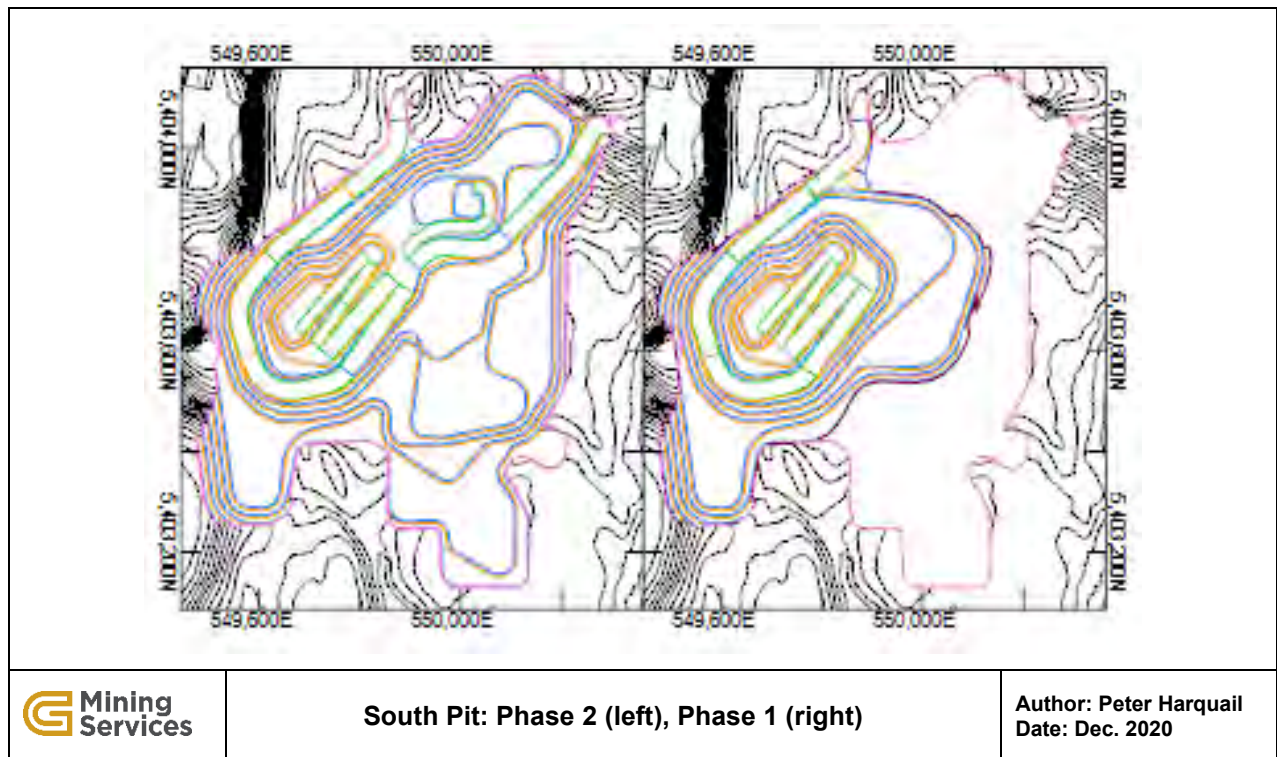 549,600E 550,000E 549,600E 550,000E
5,404,000N 5,404,000N
5,403,600N 5,403,600N
5,403,200N 5,403,200N
549,600E 550,000E 549,600E 550,000E
Mining
Services
South Pit: Phase 2 (left), Phase 1 (right)
Author: Peter Harquail
Date: Dec. 2020